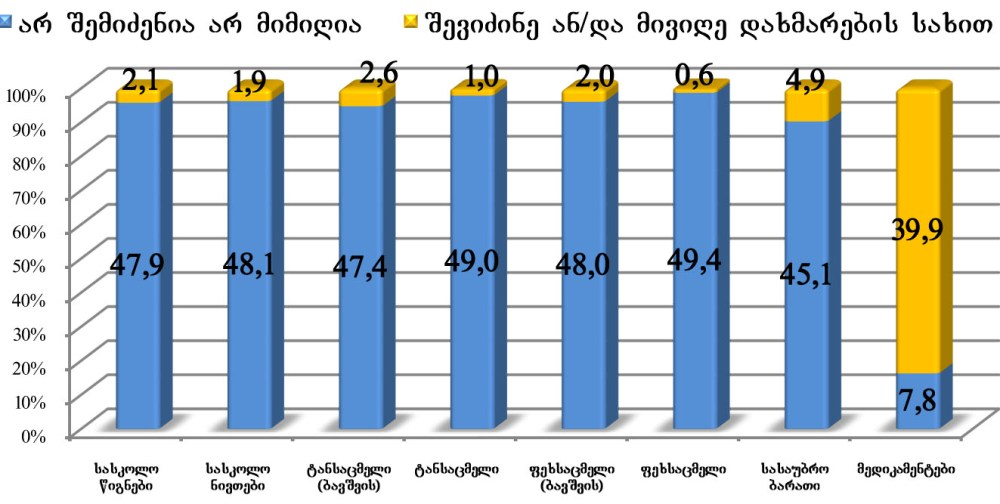 არ შემიძენია არ მიმიღია
შევიძინე ან/და მივიღე დახმარების სახით
2,1 1,9 2,6 1,0 2,0 0,6 4,9
100%
90%
80%
70%
60%
39,9
50%
47,9 48,1 47,4 49,0 48,0 49,4 45,1
40%
30%
20%
10%
7,8
0%
სასკოლო სასკოლო ტანსაცმელი ტანსაცმელი ფეხსაცმელი ფეხსაცმელი სასაუბრო მედიკამენტები
წიგნები ნივთები (ბავშვის) (ბავშვის) ბარათი